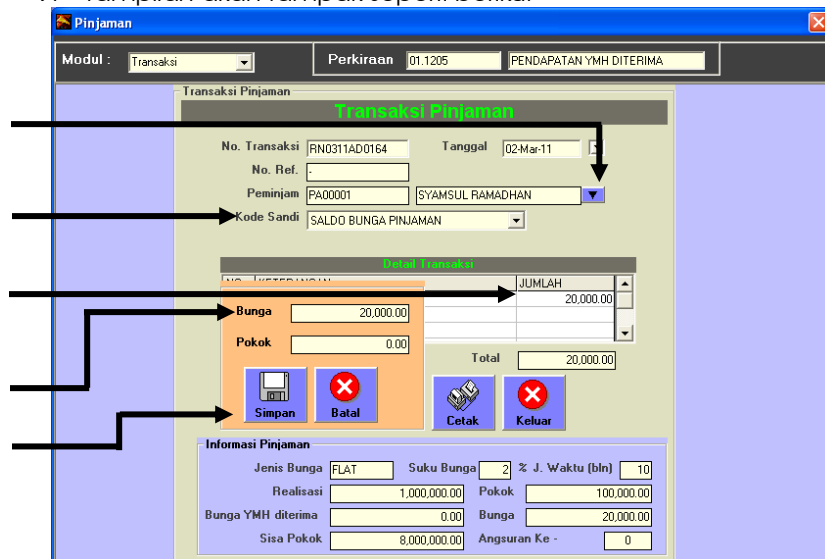 Pinjaman
Modul : Transaksi Perkiraan 01.1205 PENDAPATAN YMH DITERIMA
Transaksi Pinjaman
Transaksi Pinjaman
No. Transaksi RN0311AD0164 Tanggal 02-Mar-11
No. Ref. -
Peminjam PA00001 SYAMSUL RAMADHAN
Kode Sandi SALDO BUNGA PINJAMAN
Detail Transaksi
JUMLAH
20,000.00
Bunga 20,000.00
Pokok 0.00
Total 20,000.00
Simpan Batal Cetak Keluar
Informasi Pinjaman
Jenis Bunga FLAT Suku Bunga 2 % J. Waktu (bln) 10
Realisasi 1,000,000.00 Pokok 100,000.00
Bunga YMH diterima 0.00 Bunga 20,000.00
Sisa Pokok 8,000,000.00 Angsuran Ke - 0